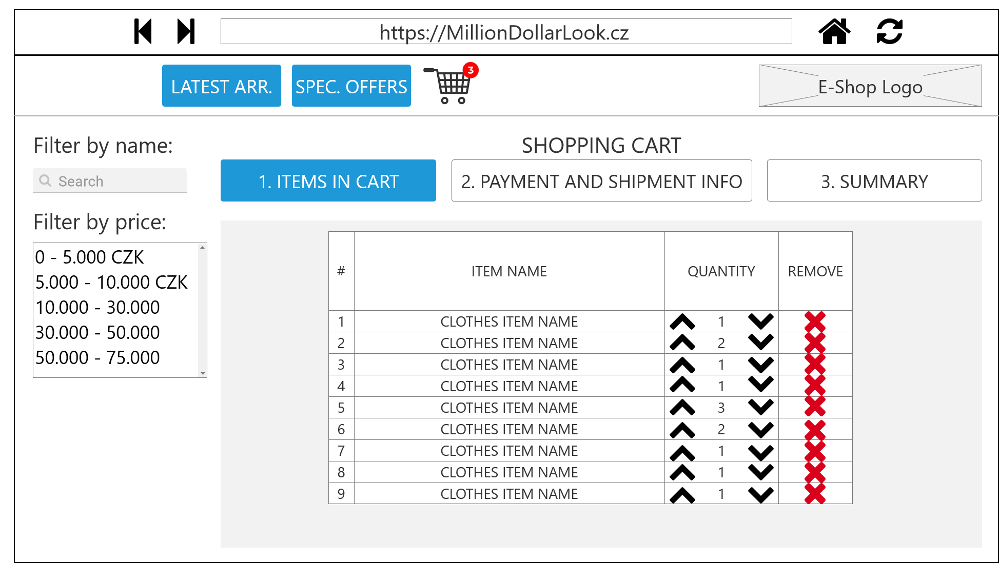 https://MillionDollarLook.cz
LATEST ARR.
SPEC. OFFERS
3
E-Shop Logo
Filter by name:
Search
Filter by price:
0 - 5.000 CZK
5.000 - 10.000 CZK
10.000 - 30.000
30.000 - 50.000
50.000 - 75.000
SHOPPING CART
1. ITEMS IN CART
2. PAYMENT AND SHIPMENT INFO
3. SUMMARY
# ITEM NAME QUANTITY REMOVE
1 CLOTHES ITEM NAME 1
2 CLOTHES ITEM NAME 2
3 CLOTHES ITEM NAME 1
4 CLOTHES ITEM NAME 1
5 CLOTHES ITEM NAME 3
6 CLOTHES ITEM NAME 2
7 CLOTHES ITEM NAME 1
8 CLOTHES ITEM NAME 1
9 CLOTHES ITEM NAME 1